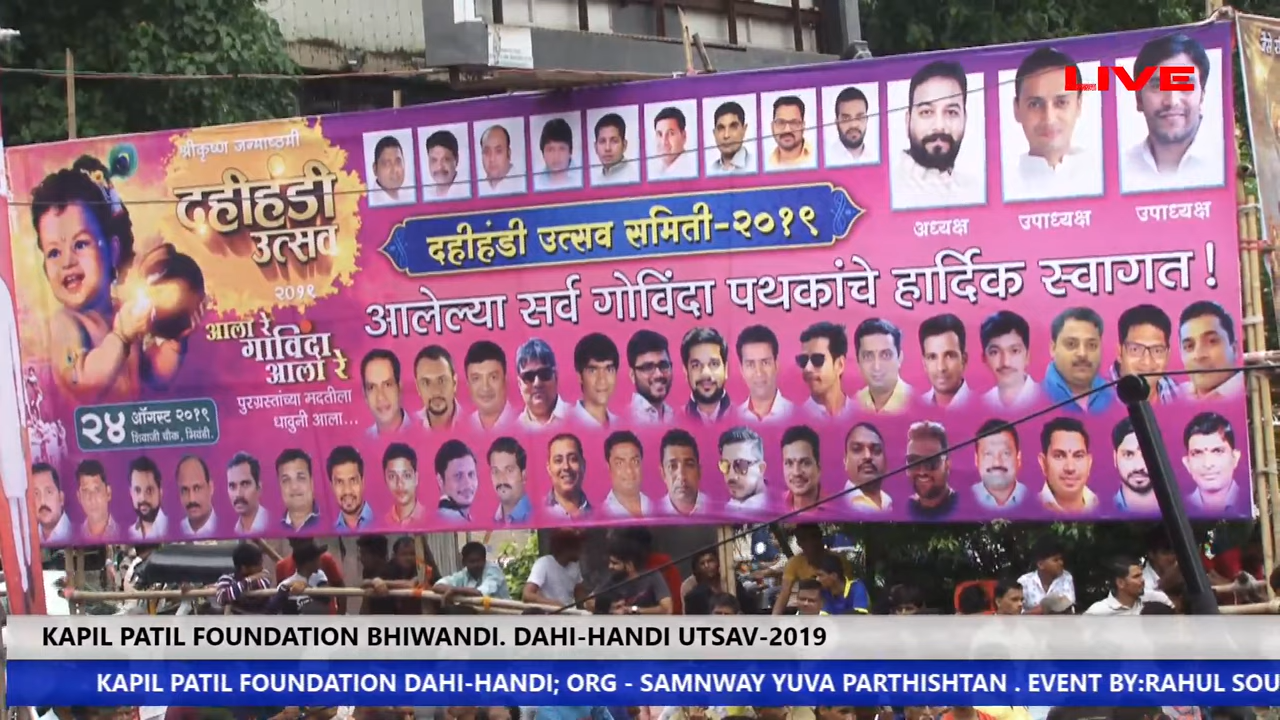 LIVE
श्रीकृष्ण जन्माष्ठमी
दहीहंडी
उत्सव
२०१९
आला रे
गोविंदा
आला रे
पुरग्रस्तांच्या मदतीला
धावुनी आला...
२४ ऑगस्ट २०१९
शिवाजी चौक, भिवंडी.
दहीहंडी उत्सव समिती-२०१९
अध्यक्ष
उपाध्यक्ष
उपाध्यक्ष
आलेल्या सर्व गोविंदा पथकांचे हार्दिक स्वागत!
KAPIL PATIL FOUNDATION BHIWANDI. DAHI-HANDI UTSAV-2019
KAPIL PATIL FOUNDATION DAHI-HANDI; ORG - SAMNWAY YUVA PARTHISHTAN . EVENT BY:RAHUL SOU